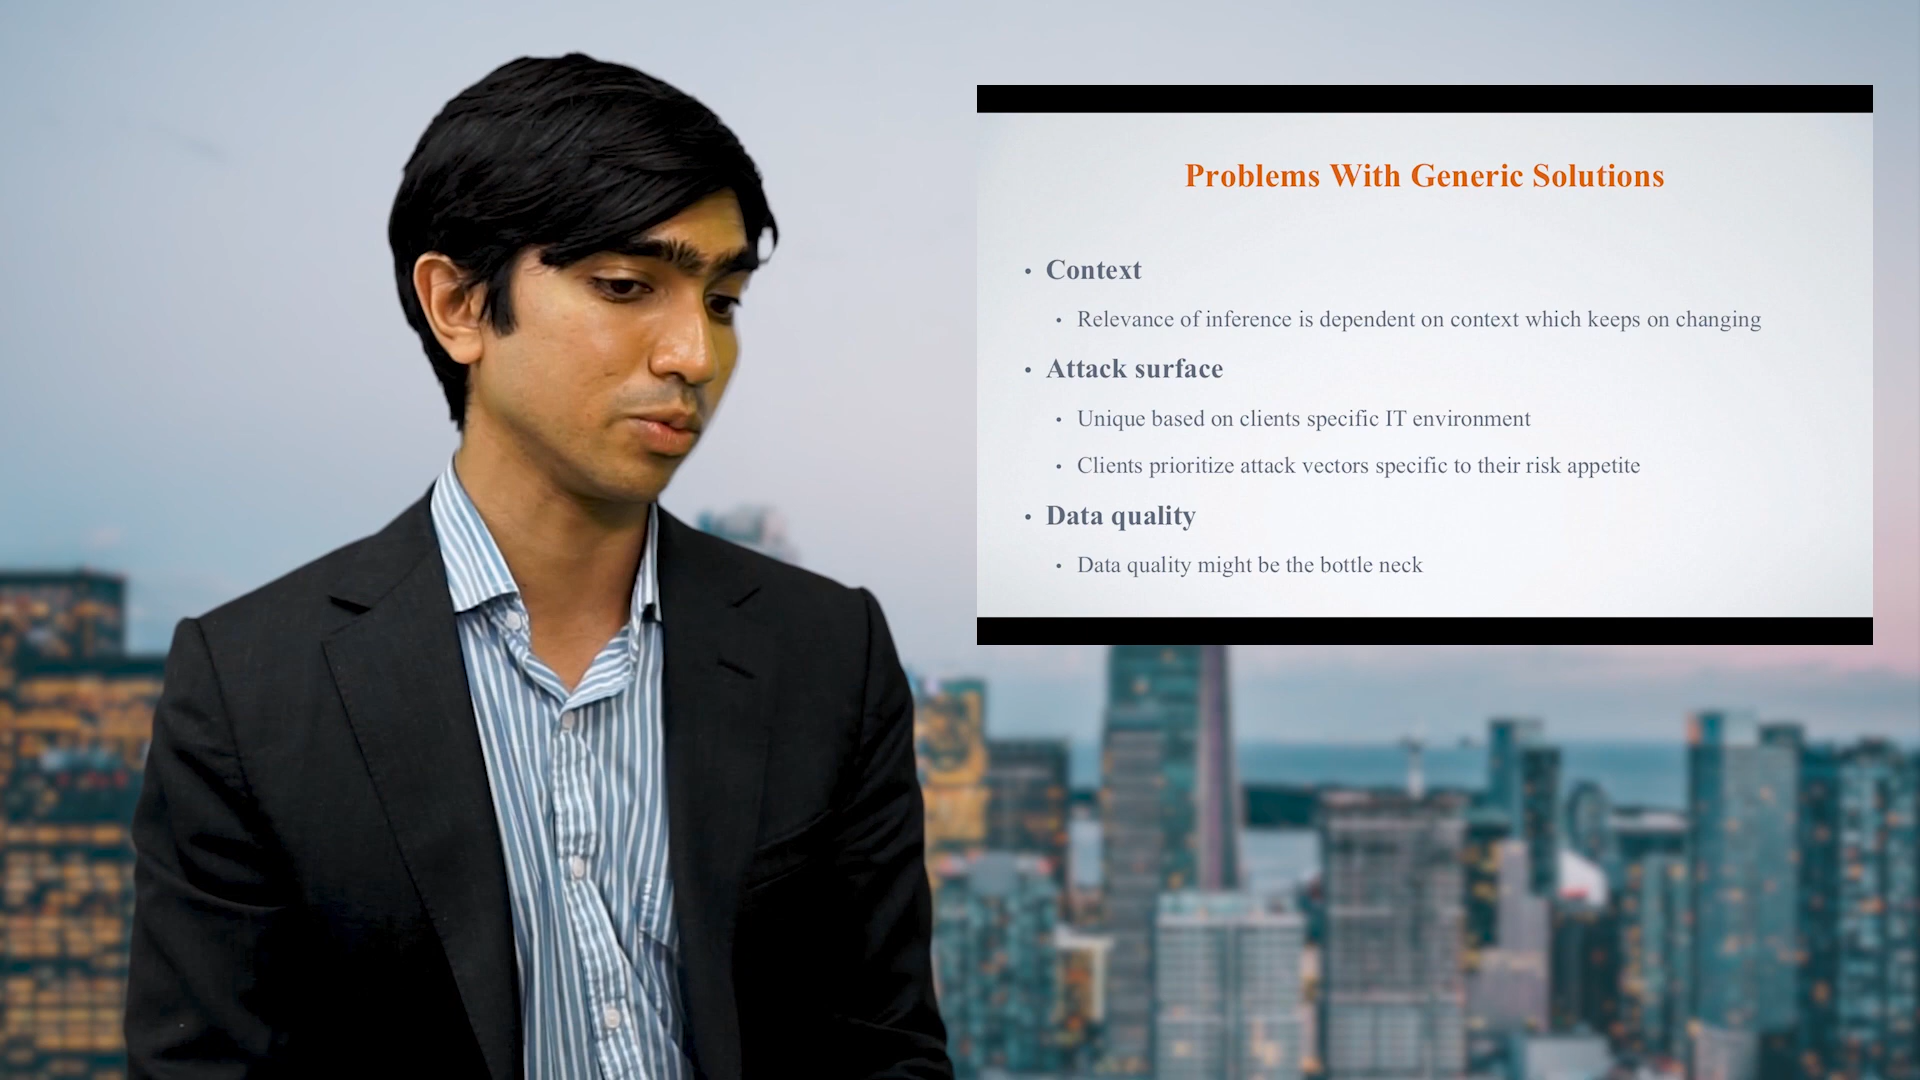 Problems With Generic Solutions
• Context
• Relevance of inference is dependent on context which keeps on changing
• Attack surface
• Unique based on clients specific IT environment
• Clients prioritize attack vectors specific to their risk appetite
• Data quality
• Data quality might be the bottle neck